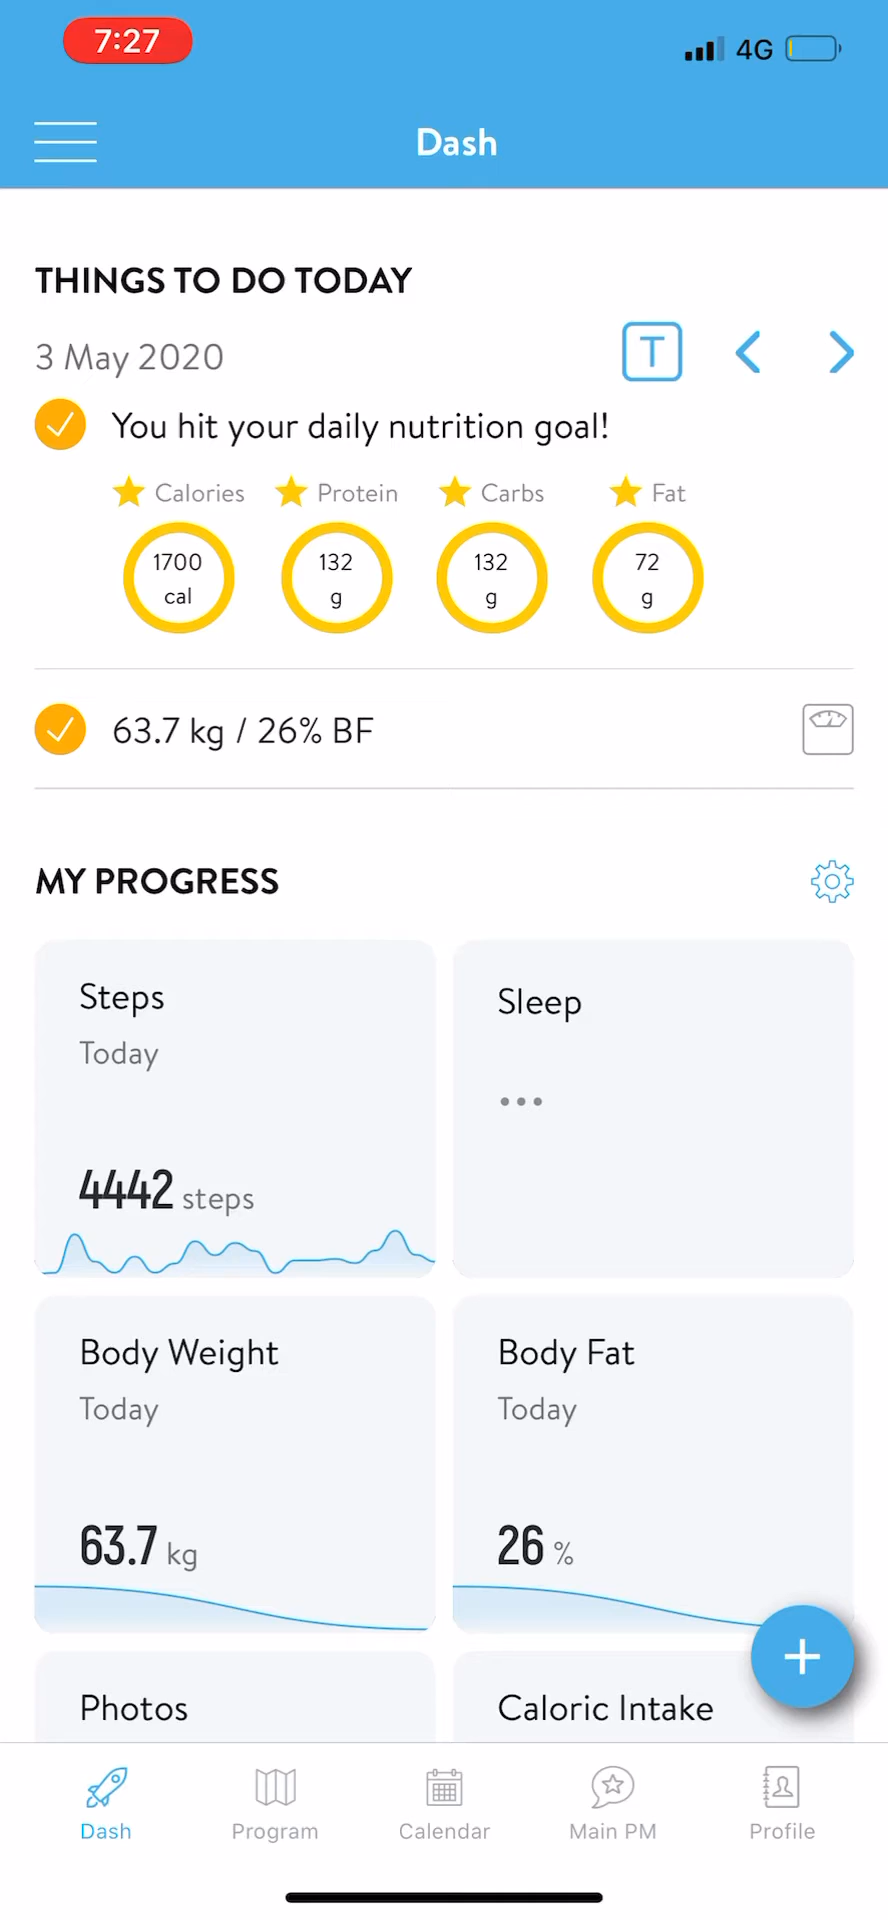 7:27
4G
Dash
THINGS TO DO TODAY
3 May 2020
T
You hit your daily nutrition goal!
Calories Protein Carbs Fat
1700 132 132 72
cal g g g
63.7 kg / 26% BF
MY PROGRESS
Steps
Today
4442 steps
Sleep
Body Weight
Today
63.7 kg
Body Fat
Today
26 %
Photos
Caloric Intake
Dash Program Calendar Main PM Profile